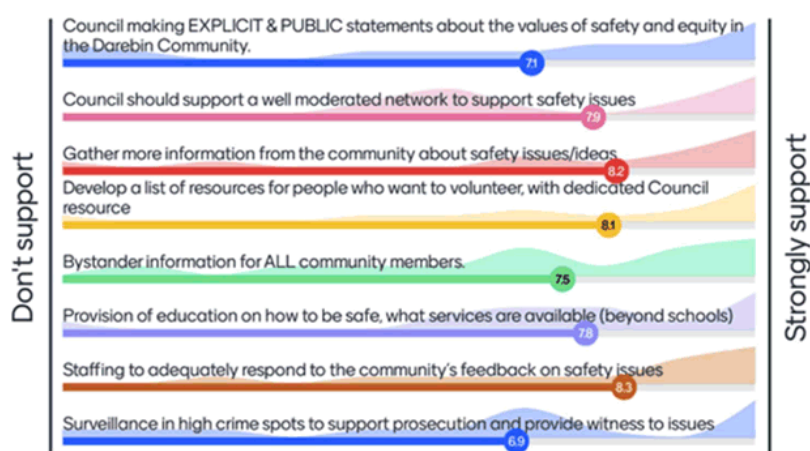 Council making EXPLICIT & PUBLIC statements about the values of safety and equity in
the Darebin Community.
7.1
Council should support a well moderated network to support safety issues
7.9
Gather more information from the community about safety issues/ideas
8.2
Develop a list of resources for people who want to volunteer, with dedicated Council
resource
8.1
Bystander information for ALL community members.
7.5
Provision of education on how to be safe, what services are available (beyond schools)
7.8
Staffing to adequately respond to the community's feedback on safety issues
8.3
Surveillance in high crime spots to support prosecution and provide witness to issues
6.9
Don't support
Strongly support